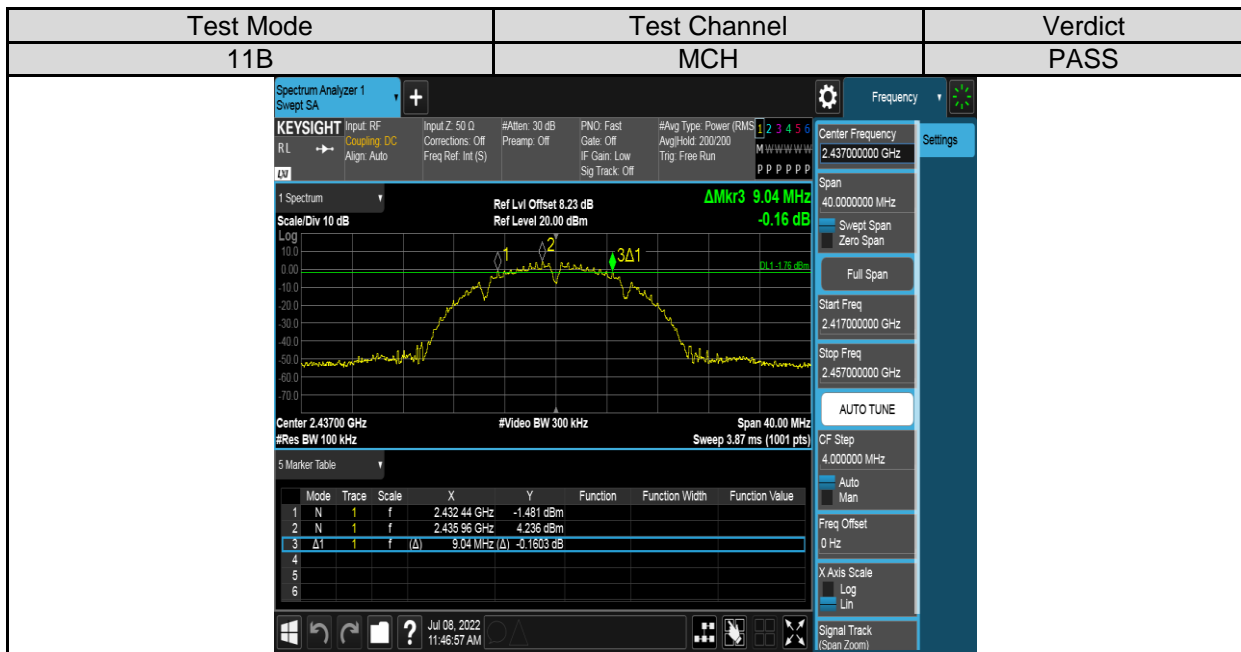 Test Mode Test Channel Verdict
11B MCH PASS
Spectrum Analyzer 1
Swept SA
+
Frequency
KEYSIGHT
RL
LXI
Input: RF
Coupling: DC
Align: Auto
Input Z: 50 Ω
Corrections: Off
Freq Ref: Int (S)
#Atten: 30 dB
Preamp: Off
PNO: Fast
Gate: Off
IF Gain: Low
Sig Track: Off
#Avg Type: Power (RMS
Avg|Hold: 200/200
Trig: Free Run
1 2 3 4 5 6
M W W W W W
P P P P P P
1 Spectrum
Scale/Div 10 dB
Ref Lvl Offset 8.23 dB
Ref Level 20.00 dBm
ΔMkr3 9.04 MHz
-0.16 dB
Log
10.0
0.00
-10.0
-20.0
-30.0
-40.0
-50.0
-60.0
-70.0
1
2
3Δ1
DL1 -1.76 dBm
Center 2.43700 GHz #Video BW 300 kHz Span 40.00 MHz
#Res BW 100 kHz Sweep 3.87 ms (1001 pts)
5 Marker Table
Mode Trace Scale X Y Function Function Width Function Value
1 N 1 f 2.432 44 GHz -1.481 dBm
2 N 1 f 2.435 96 GHz 4.236 dBm
3 Δ1 1 f (Δ) 9.04 MHz (Δ) -0.1603 dB
4
5
6
?
Jul 08, 2022
11:46:57 AM
Center Frequency
2.437000000 GHz
Settings
Span
40.0000000 MHz
Swept Span
Zero Span
Full Span
Start Freq
2.417000000 GHz
Stop Freq
2.457000000 GHz
AUTO TUNE
CF Step
4.000000 MHz
Auto
Man
Freq Offset
0 Hz
X Axis Scale
Log
Lin
Signal Track
(Span Zoom)